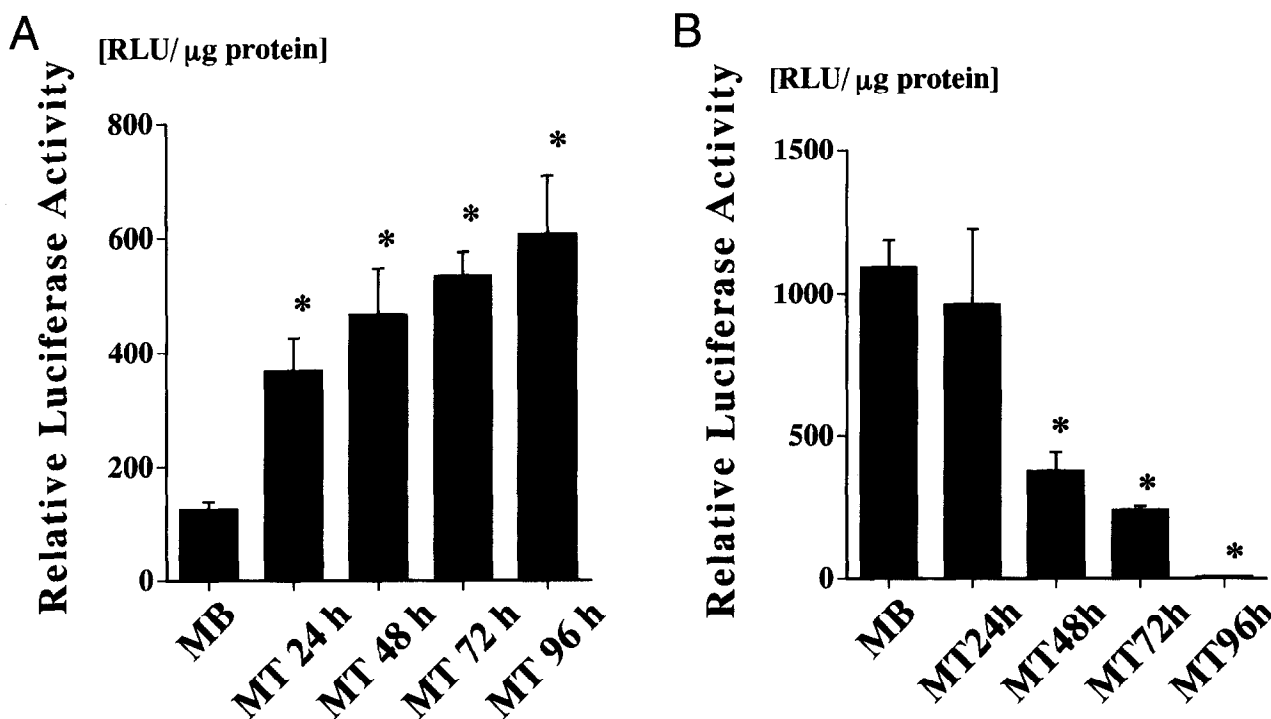 A
[RLU/ μg protein]
Relative Luciferase Activity
800
600
400
200
0
*
*
*
*
MB
MT 24 h
MT 48 h
MT 72 h
MT 96 h
B
[RLU/ μg protein]
Relative Luciferase Activity
1500
1000
500
0
*
*
*
MB
MT24h
MT48h
MT72h
MT96h